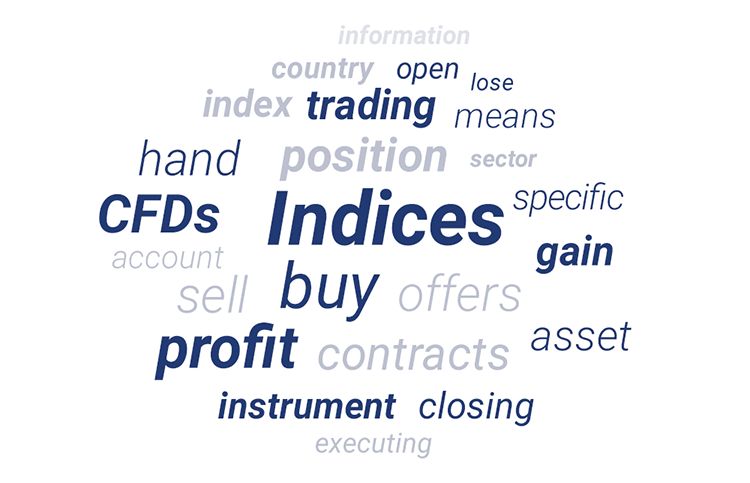 information
country open lose
index trading means
hand position sector
CFDs Indices specific
account gain
sell buy offers
profit contracts asset
instrument closing
executing